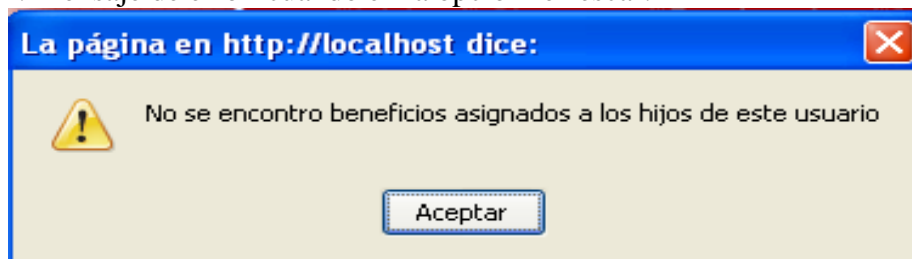 La página en http://localhost dice:
No se encontro beneficios asignados a los hijos de este usuario
Aceptar